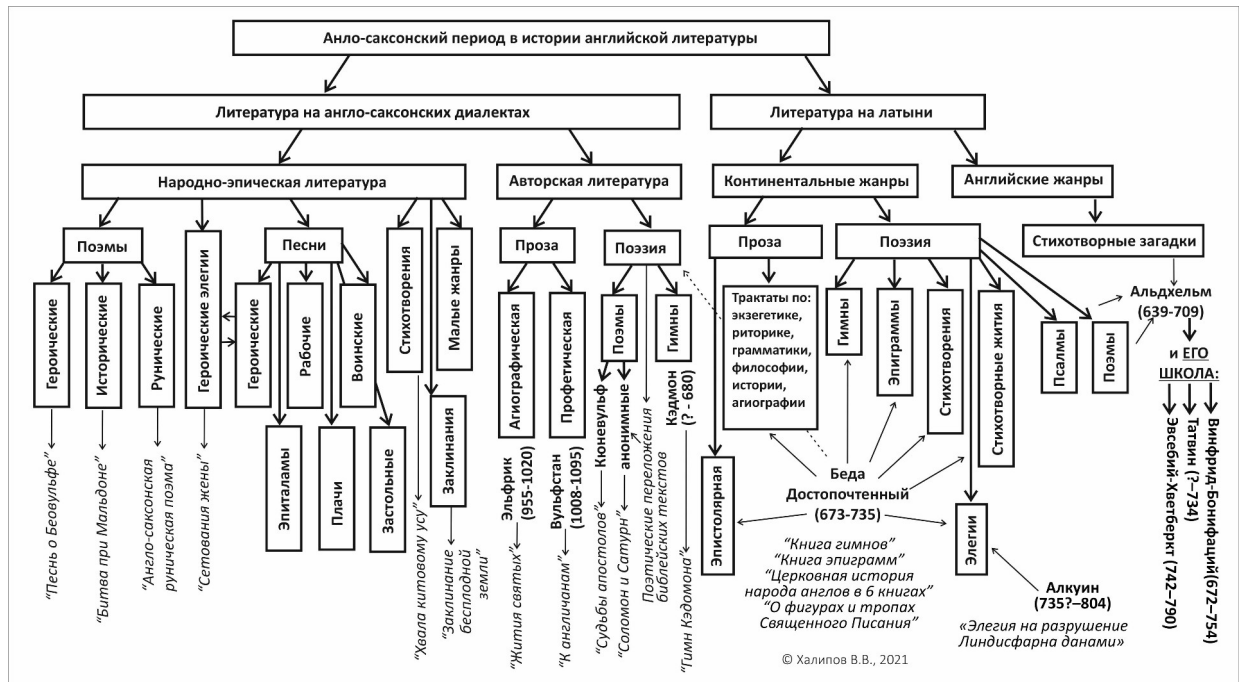 Анло-саксонский период в истории английской литературы
Литература на англо-саксонских диалектах
Литература на латыни
Народно-эпическая литература
Авторская литература
Континентальные жанры
Английские жанры
Поэмы
Героические элегии
Песни
Стихотворения
Малые жанры
Проза
Поэзия
Проза
Поэзия
Стихотворные загадки
Героические
Исторические
Рунические
Героические
Рабочие
Воинские
Эпиталамы
Плачи
Застольные
Заклинания
Агиографическая
Профетическая
Поэмы
Гимны
Трактаты по:
экзегетике,
риторике,
грамматики,
философии,
истории,
агиографии
Эпистолярная
Гимны
Эпиграммы
Стихотворения
Стихотворные жития
Элегии
Псалмы
Поэмы
Альдхельм
(639-709)
и ЕГО
ШКОЛА:
Эвсебий-Хветберкт (742–790)
Татвин (?–734)
Винфрид-Бонифаций(672–754)
Кюневульф
анонимные
Кэдмон
(? - 680)
Эльфрик
(955-1020)
Вульфстан
(1008-1095)
Беда
Достопочтенный
(673-735)
“Книга гимнов”
“Книга эпиграмм”
“Церковная история
народа англов в 6 книгах”
“О фигурах и тропах
Священного Писания”
Алкуин
(735?–804)
«Элегия на разрушение
Линдисфарна данами»
“Песнь о Беовульфе”
“Битва при Мальдоне”
“Англо-саксонская
руническая поэма”
“Сетования жены”
“Хвала китовому усу”
“Заклинание
бесплодной
земли”
“Жития святых”
“К англичанам”
“Судьбы апостолов”
“Соломон и Сатурн”
Поэтические переложения
библейских текстов
“Гимн Кэдомона”
© Халипов В.В., 2021